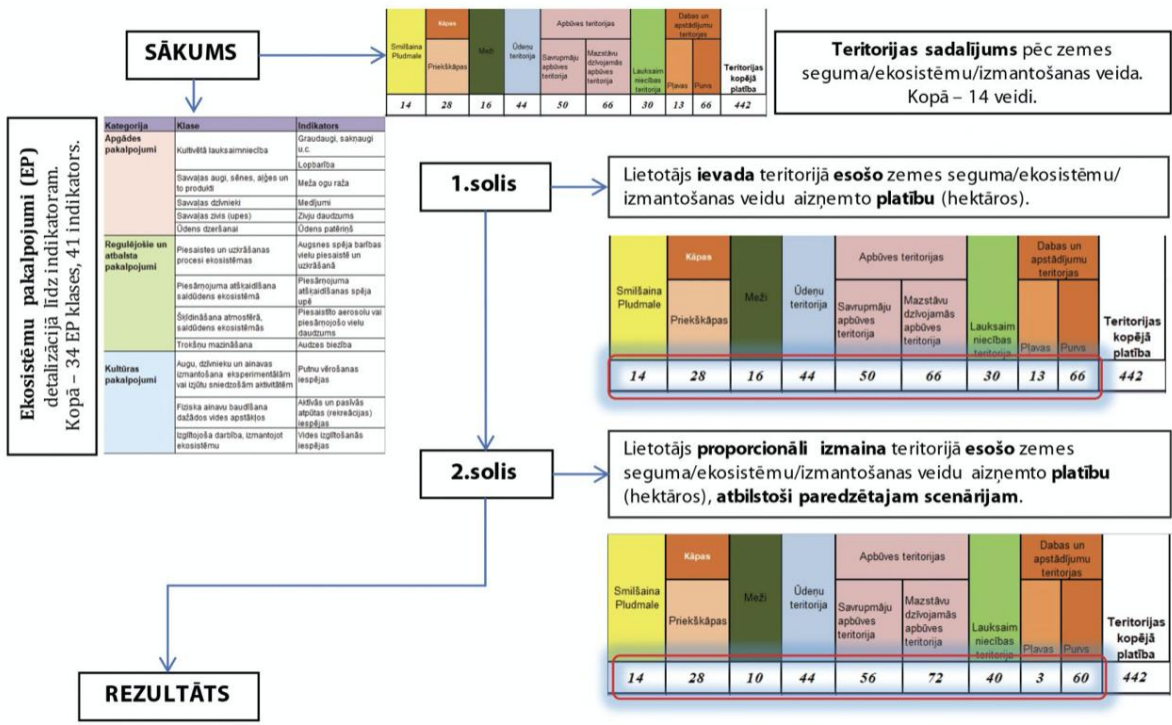 SĀKUMS
Smilšaina
Pludmale
Kāpas
Priekškāpas
Meži
Ūdeņu
teritorija
Apbūves teritorijas
Savrupmāju
apbūves
teritorija
Mazstāvu
dzīvojamās
apbūves
teritorija
Lauksaim
niecības
teritorija
Dabas un
apstādījumu
teritorijas
Pļavas
Purvs
Teritorijas
kopējā
platība
14 28 16 44 50 66 30 13 66 442
Teritorijas sadalījums pēc zemes
seguma/ekosistēmu/izmantošanas veida.
Kopā – 14 veidi.
Ekosistēmu pakalpojumi (EP)
detalizācijā līdz indikatoram.
Kopā – 34 EP klases, 41 indikators.
Kategorija Klase Indikators
Apgādes
pakalpojumi
Kultivētā lauksaimniecība
Graudaugi, sakņaugi
u.c.
Lopbarība
Savvaļas augi, sēnes, aļģes un
to produkti
Meža ogu raža
Savvaļas dzīvnieki Medījumi
Savvaļas zivis (upes) Zivju daudzums
Ūdens dzeršanai Ūdens patēriņš
Regulējošie un
atbalsta
pakalpojumi
Piesaistes un uzkrāšanas
procesi ekosistēmās
Augsnes spēja barības
vielu piesaistē un
uzkrāšanā
Piesārņojuma atšķaidīšana
saldūdens ekosistēmā
Piesārņojuma
atšķaidīšanas spēja
upē
Šķīdināšana atmosfērā,
saldūdens ekosistēmās
Piesaistīto aerosolu vai
piesārņojošo vielu
daudzums
Trokšņu mazināšana Audzes biezība
Kultūras
pakalpojumi
Augu, dzīvnieku un ainavas
izmantošana eksperimentālām
vai izjūtu sniedzošām aktivitātēm
Putnu vērošanas
iespējas
Fiziska ainavu baudīšana
dažādos vides apstākļos
Aktīvās un pasīvās
atpūtas (rekreācijas)
iespējas
Izglītojoša darbība, izmantojot
ekosistēmu
Vides izglītošanās
iespējas
1.solis
Lietotājs ievada teritorijā esošo zemes seguma/ekosistēmu/
izmantošanas veidu aizņemto platību (hektāros).
Smilšaina
Pludmale
Kāpas
Priekškāpas
Meži
Ūdeņu
teritorija
Apbūves teritorijas
Savrupmāju
apbūves
teritorija
Mazstāvu
dzīvojamās
apbūves
teritorija
Lauksaim
niecības
teritorija
Dabas un
apstādījumu
teritorijas
Pļavas
Purvs
Teritorijas
kopējā
platība
14 28 16 44 50 66 30 13 66 442
2.solis
Lietotājs proporcionāli izmaina teritorijā esošo zemes
seguma/ekosistēmu/izmantošanas veidu aizņemto platību
(hektāros), atbilstoši paredzētajam scenārijam.
Smilšaina
Pludmale
Kāpas
Priekškāpas
Meži
Ūdeņu
teritorija
Apbūves teritorijas
Savrupmāju
apbūves
teritorija
Mazstāvu
dzīvojamās
apbūves
teritorija
Lauksaim
niecības
teritorija
Dabas un
apstādījumu
teritorijas
Pļavas
Purvs
Teritorijas
kopējā
platība
14 28 10 44 56 72 40 3 60 442
REZULTĀTS